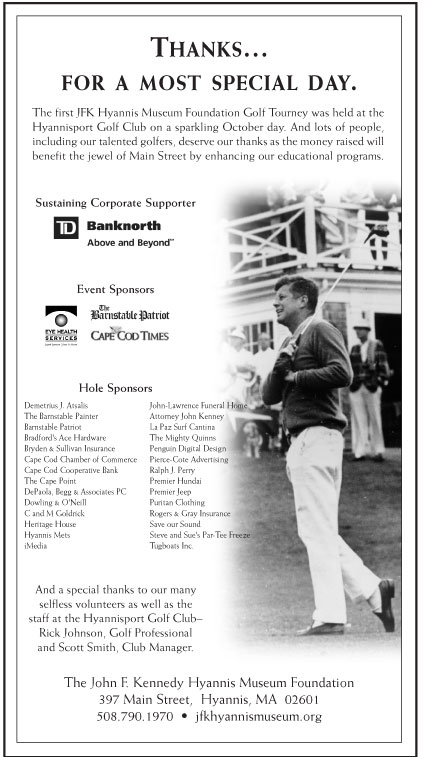 THANKS...
FOR A MOST SPECIAL DAY.
The first JFK Hyannis Museum Foundation Golf Tourney was held at the
Hyannisport Golf Club on a sparkling October day. And lots of people,
including our talented golfers, deserve our thanks as the money raised will
benefit the jewel of Main Street by enhancing our educational programs.
Sustaining Corporate Supporter
TD Banknorth
Above and Beyond™
Event Sponsors
EYE HEALTH
SERVICES
The
Barnstable Patriot
CAPE COD TIMES
Hole Sponsors
Demetrius J. Atsalis
The Barnstable Painter
Barnstable Patriot
Bradford's Ace Hardware
Bryden & Sullivan Insurance
Cape Cod Chamber of Commerce
Cape Cod Cooperative Bank
The Cape Point
DePaola, Begg & Associates PC
Dowling & O'Neill
C and M Goldrick
Heritage House
Hyannis Mets
iMedia
John-Lawrence Funeral Home
Attorney John Kenney
La Paz Surf Cantina
The Mighty Quinns
Penguin Digital Design
Pierce-Cote Advertising
Ralph J. Perry
Premier Hundai
Premier Jeep
Puritan Clothing
Rogers & Gray Insurance
Save our Sound
Steve and Sue's Par-Tee Freeze
Tugboats Inc.
And a special thanks to our many
selfless volunteers as well as the
staff at the Hyannisport Golf Club–
Rick Johnson, Golf Professional
and Scott Smith, Club Manager.
The John F. Kennedy Hyannis Museum Foundation
397 Main Street, Hyannis, MA 02601
508.790.1970 • jfkhyannismuseum.org